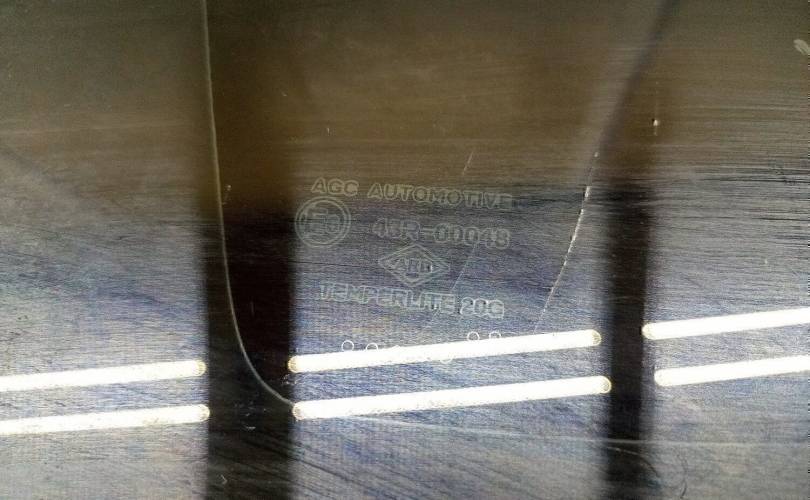 AGC AUTOMOTIVE
43R-00048
TEMPERLITE 20G